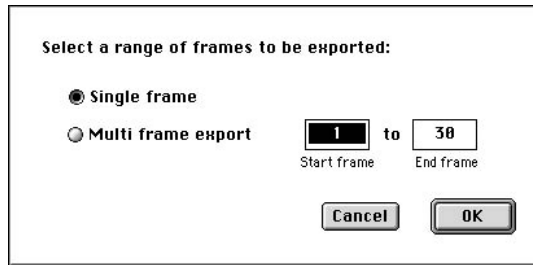 Select a range of frames to be exported:
Single frame
Multi frame export 1 to 30
Start frame End frame
Cancel OK